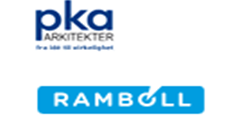 pka
ARKITEKTER
fra idé til virkelighet
RAMBOLL